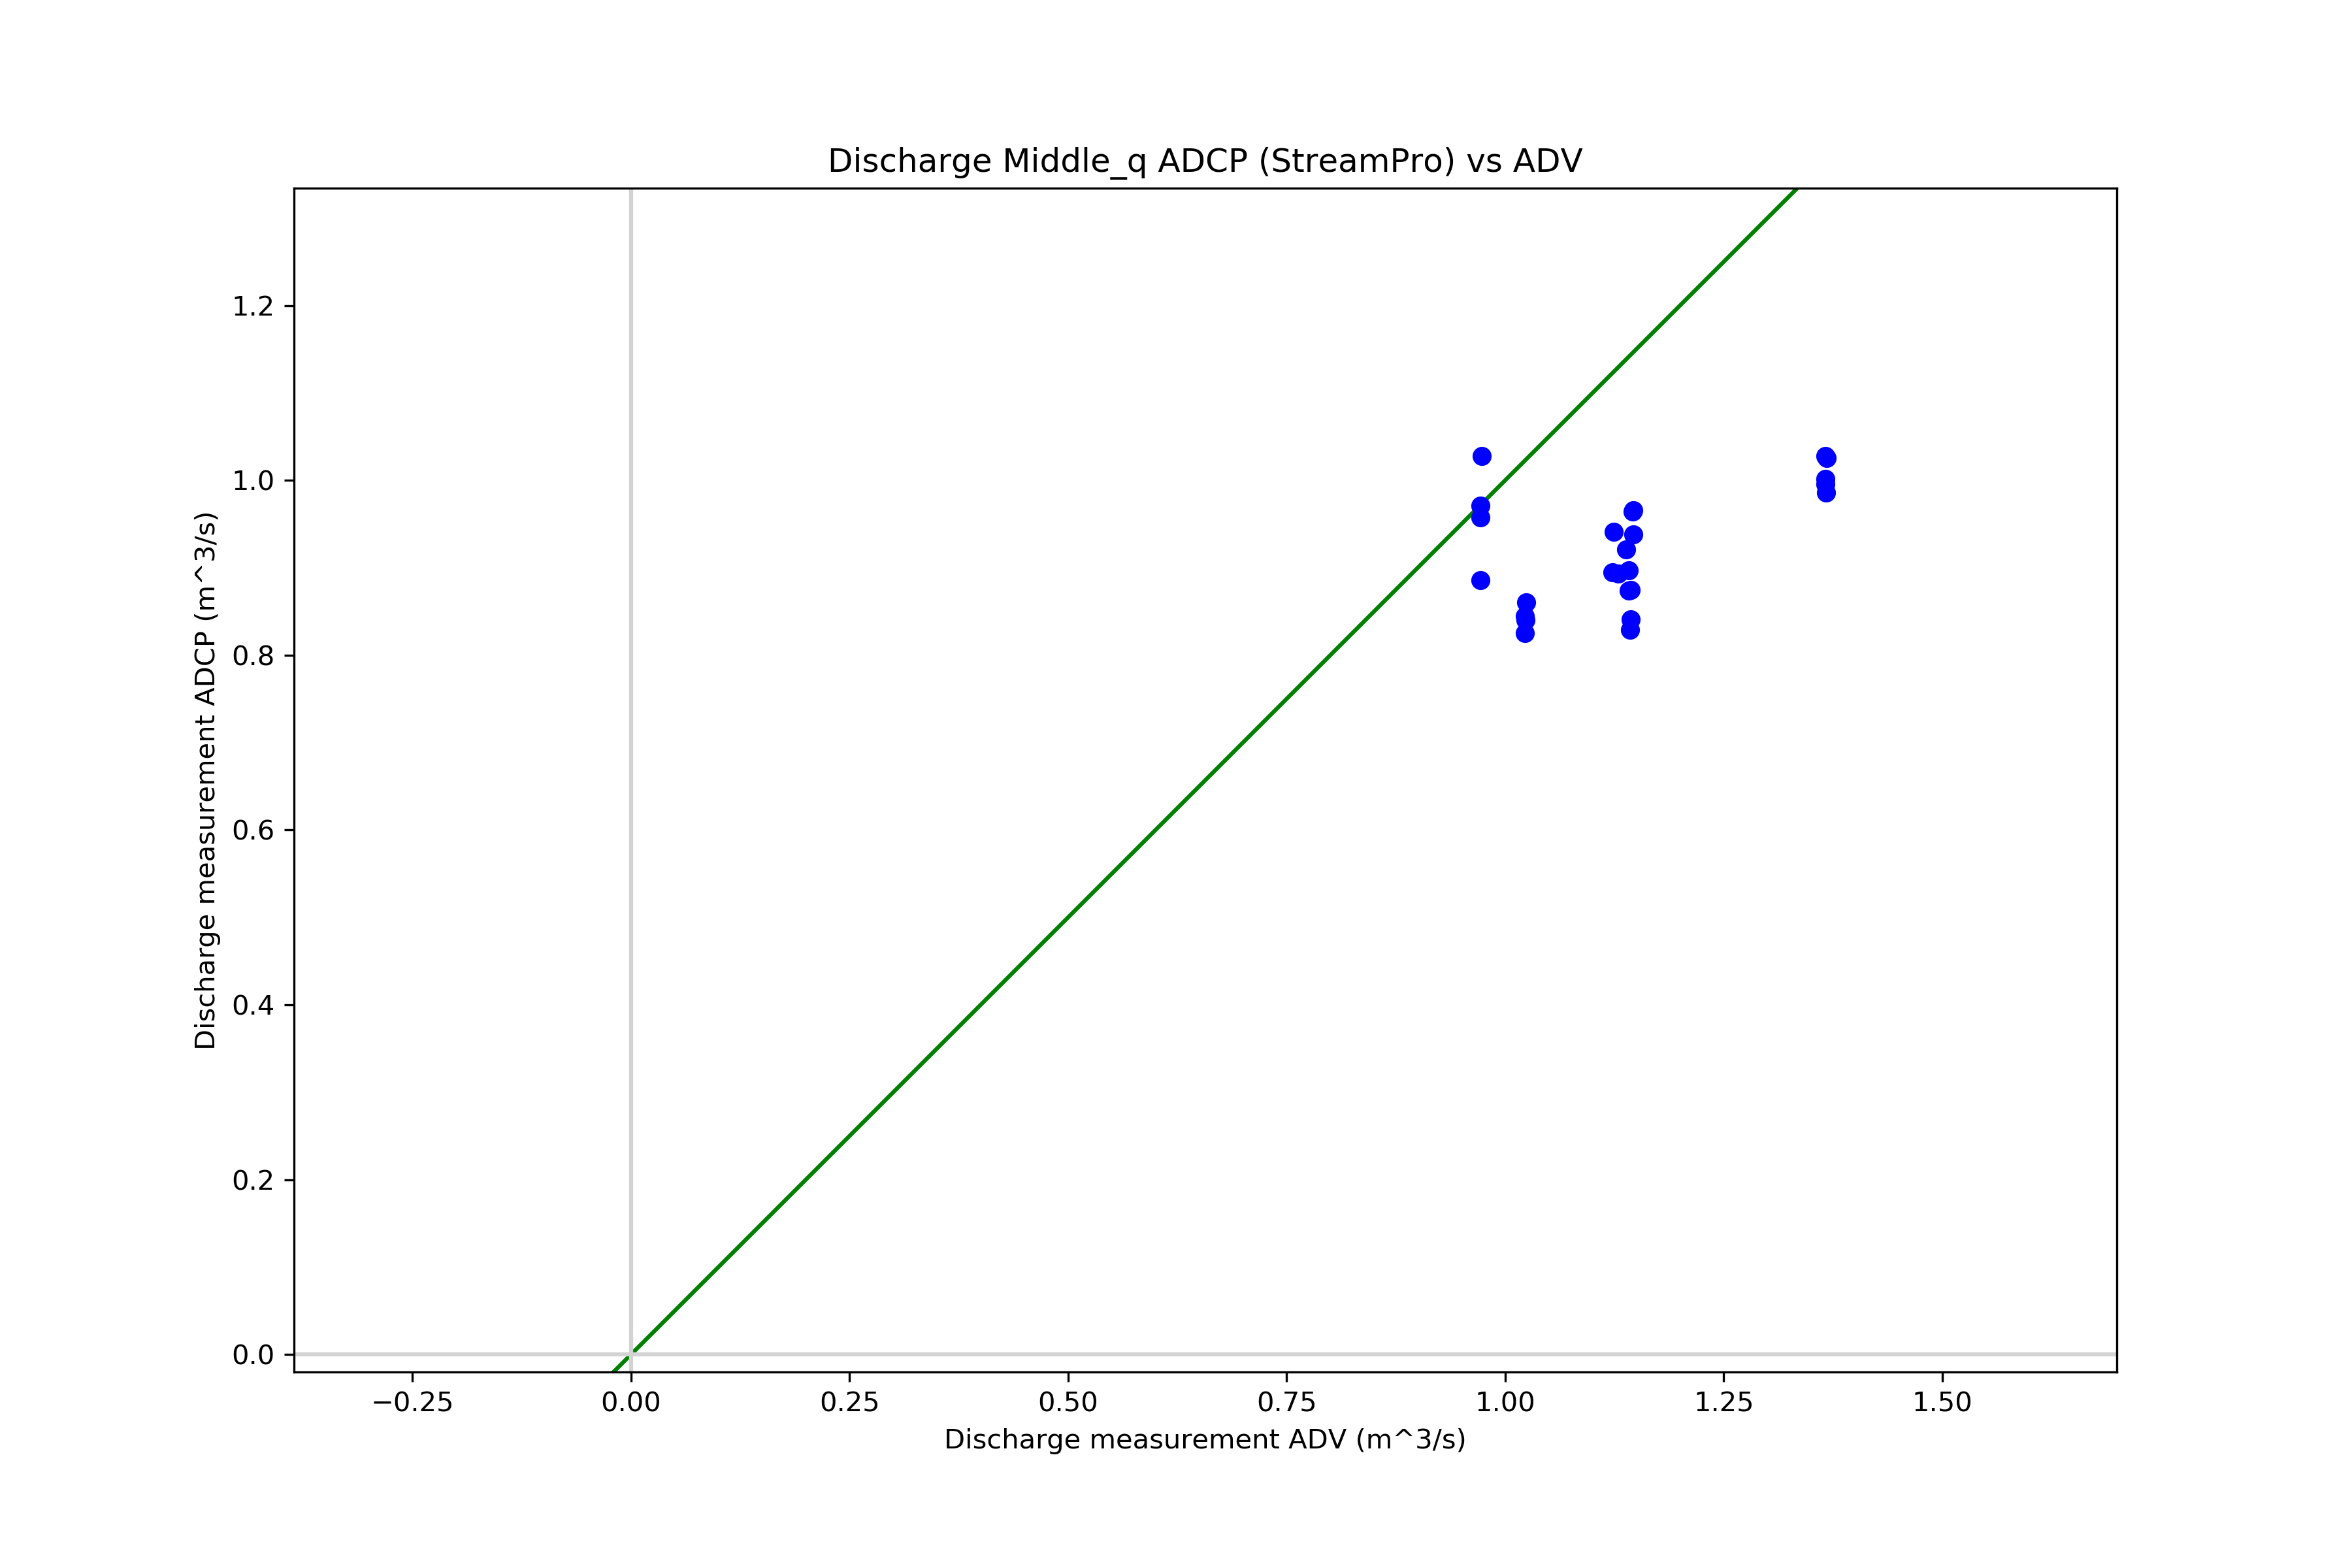 Discharge Middle_q ADCP (StreamPro) vs ADV
Discharge measurement ADCP (m^3/s)
1.2
1.0
0.8
0.6
0.4
0.2
0.0
−0.25 0.00 0.25 0.50 0.75 1.00 1.25 1.50
Discharge measurement ADV (m^3/s)